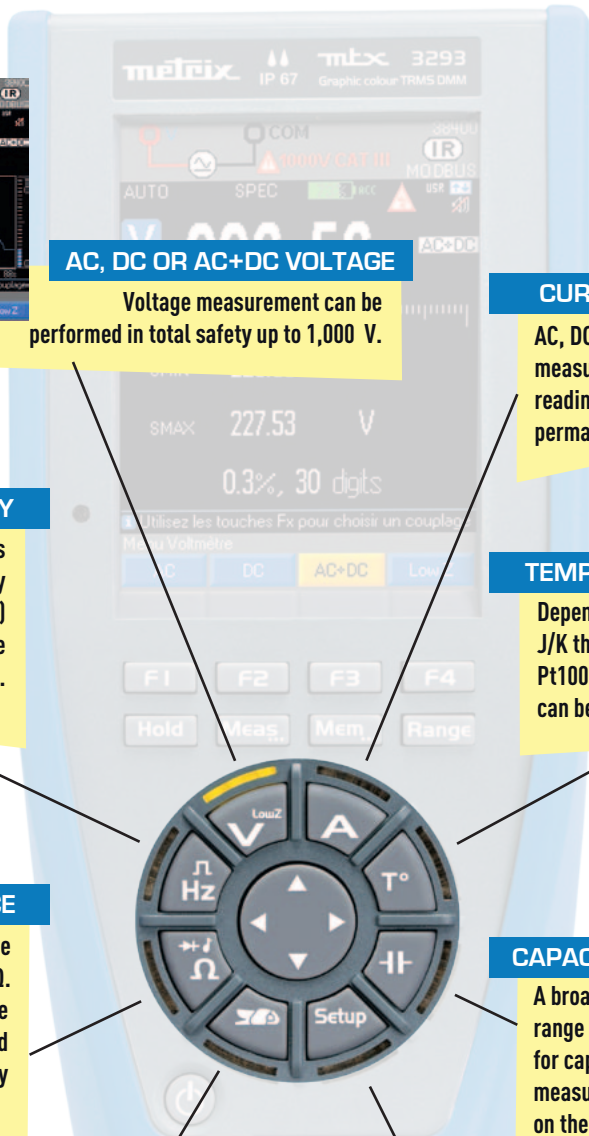 metrix IP 67 mtx 3293
Graphic colour TRMS DMM
COM
38400
IR
1000V CAT III
MODBUS
AUTO SPEC
USR
V
AC+DC
AC, DC OR AC+DC VOLTAGE
Voltage measurement can be
performed in total safety up to 1,000 V.
CUR
AC, DC
measu
readin
perma
SMAX 227.53 V
0.3%, 30 digits
Utilisez les touches Fx pour choisir un couplage
Menu Voltmètre
AC DC AC+DC Low Z
Y
s
y
)
e
.
TEMP
Depen
J/K th
Pt100
can be
F1 F2 F3 F4
Hold Meas... Mem... Range
LowZ
V A
Hz T°
Ω
Setup
CE
e
Ω.
e
d
y
CAPAC
A broa
range
for cap
measu
on the